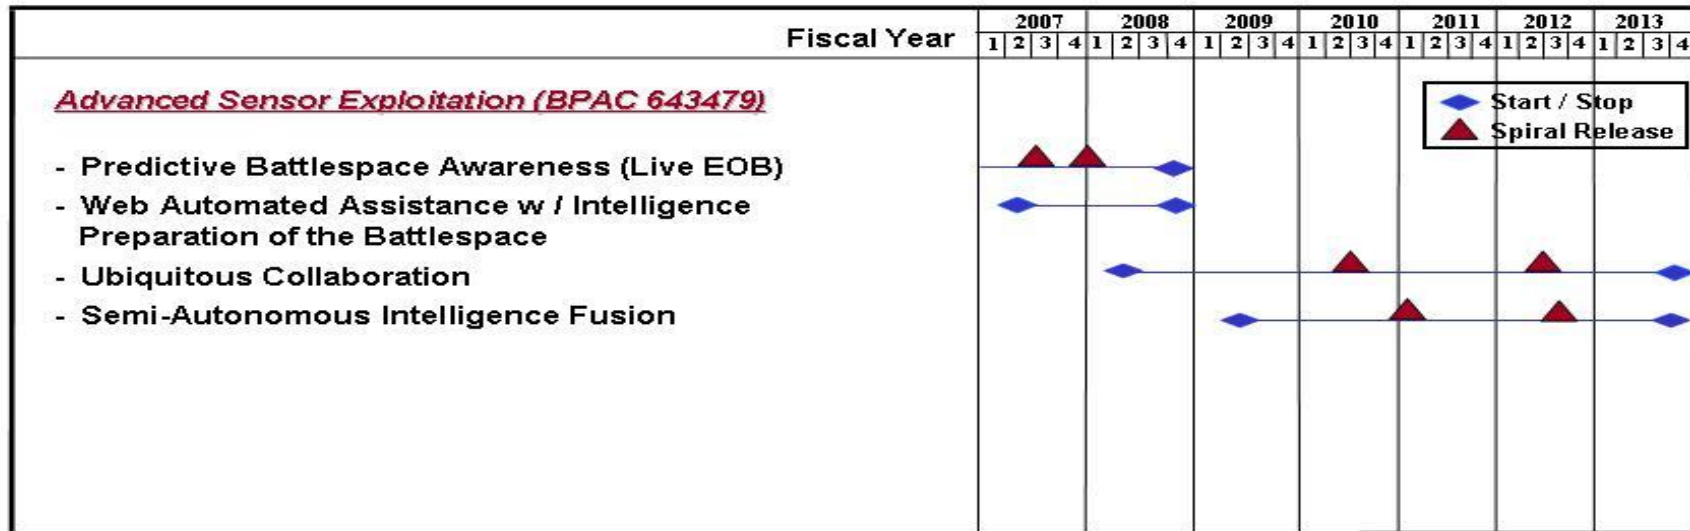 2007 2008 2009 2010 2011 2012 2013
Fiscal Year 1 2 3 4 1 2 3 4 1 2 3 4 1 2 3 4 1 2 3 4 1 2 3 4 1 2 3 4
Advanced Sensor Exploitation (BPAC 643479)
Start / Stop
Spiral Release
- Predictive Battlespace Awareness (Live EOB)
- Web Automated Assistance w / Intelligence
Preparation of the Battlespace
- Ubiquitous Collaboration
- Semi-Autonomous Intelligence Fusion